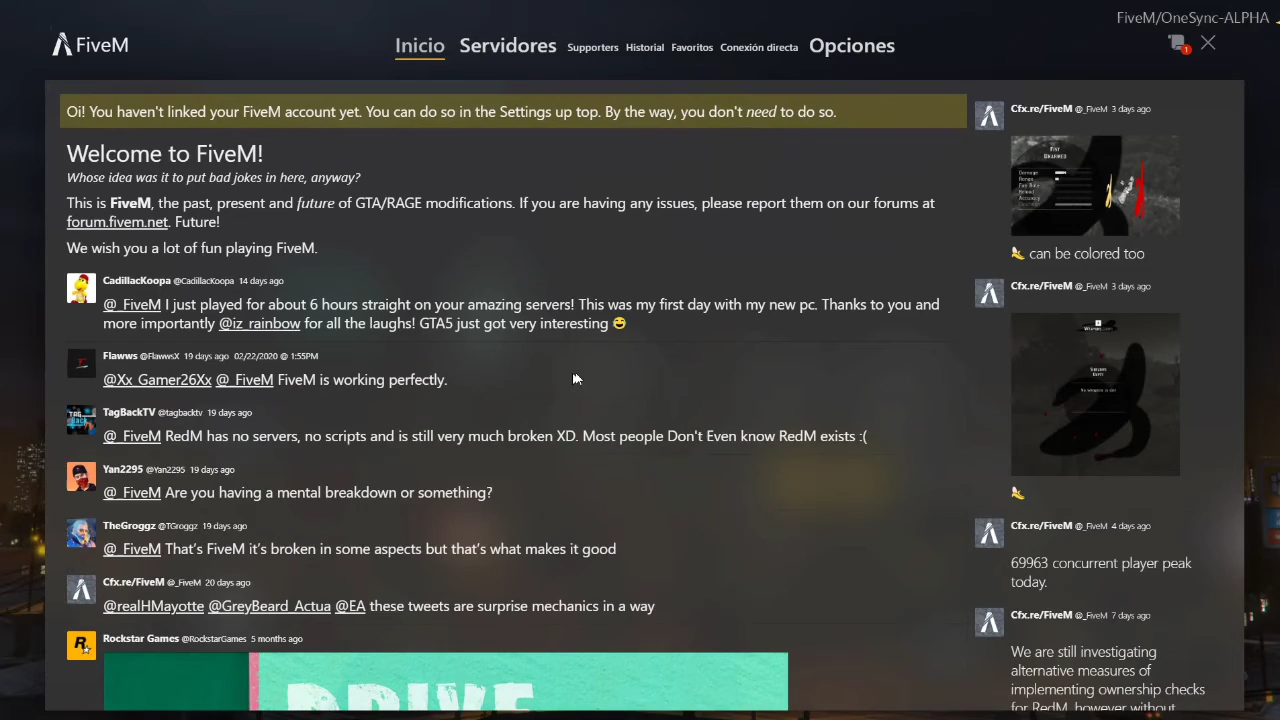 FiveM/OneSync-ALPHA
FiveM
Inicio Servidores Supporters Historial Favoritos Conexión directa Opciones
1
Oi! You haven't linked your FiveM account yet. You can do so in the Settings up top. By the way, you don't need to do so.
Welcome to FiveM!
Whose idea was it to put bad jokes in here, anyway?
This is FiveM, the past, present and future of GTA/RAGE modifications. If you are having any issues, please report them on our forums at
forum.fivem.net. Future!
We wish you a lot of fun playing FiveM.
CadillacKoopa @CadillacKoopa 14 days ago
@_FiveM I just played for about 6 hours straight on your amazing servers! This was my first day with my new pc. Thanks to you and
more importantly @iz_rainbow for all the laughs! GTA5 just got very interesting 😂
Flawws @FlawwsX 19 days ago 02/22/2020 @ 1:55PM
@Xx_Gamer26Xx @_FiveM FiveM is working perfectly.
TagBackTV @tagbacktv 19 days ago
@_FiveM RedM has no servers, no scripts and is still very much broken XD. Most people Don't Even know RedM exists :(
Yan2295 @Yan2295 19 days ago
@_FiveM Are you having a mental breakdown or something?
TheGroggz @TGroggz 19 days ago
@_FiveM That's FiveM it's broken in some aspects but that's what makes it good
Cfx.re/FiveM @_FiveM 20 days ago
@realHMayotte @GreyBeard_Actua @EA these tweets are surprise mechanics in a way
Rockstar Games @RockstarGames 5 months ago
DRIVE
Cfx.re/FiveM @_FiveM 3 days ago
🍌 can be colored too
Cfx.re/FiveM @_FiveM 3 days ago
🍌
Cfx.re/FiveM @_FiveM 4 days ago
69963 concurrent player peak
today.
Cfx.re/FiveM @_FiveM 7 days ago
We are still investigating
alternative measures of
implementing ownership checks
for RedM, however without